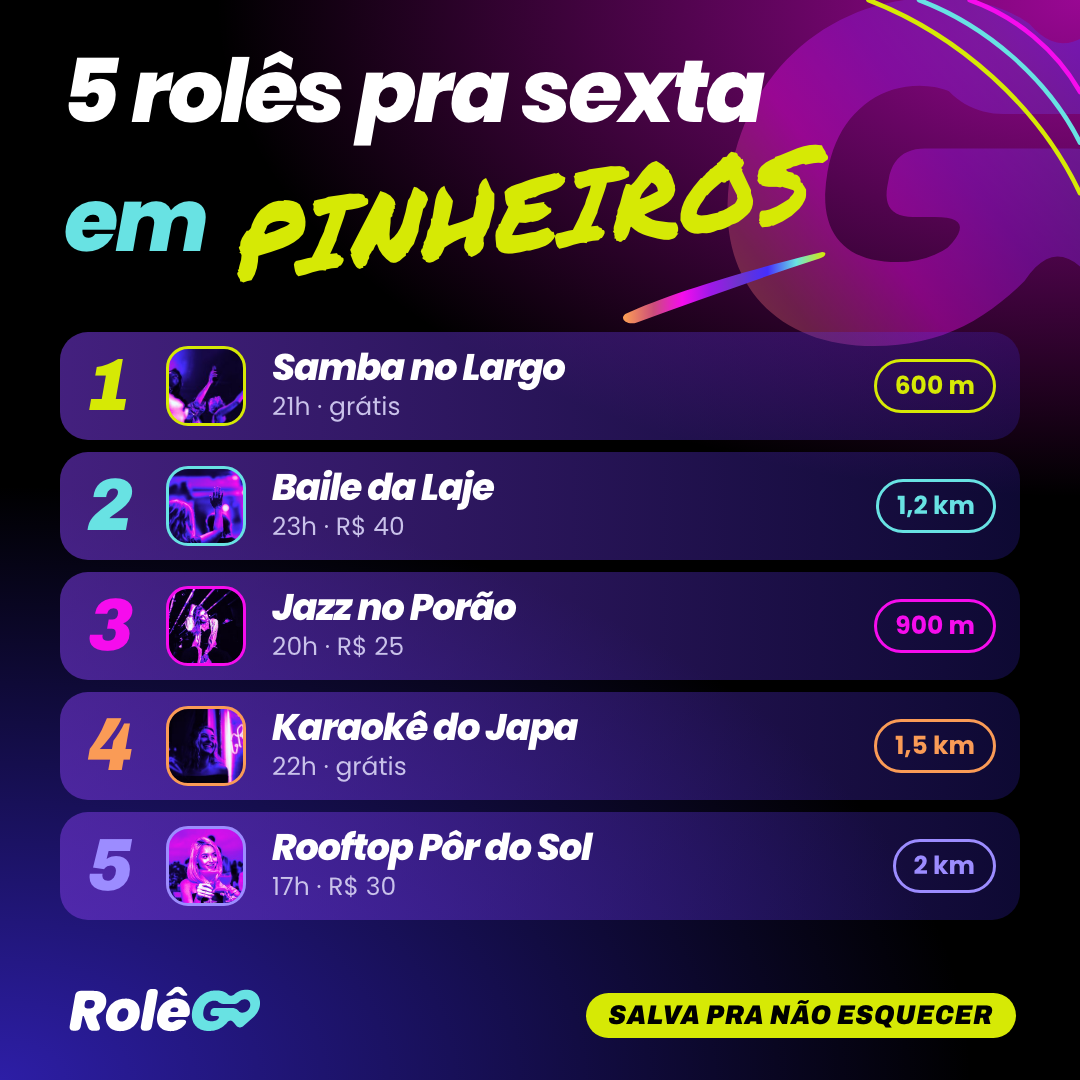 5 rolês pra sexta
em PINHEIROS
1
Samba no Largo
21h · grátis
600 m
2
Baile da Laje
23h · R$ 40
1,2 km
3
Jazz no Porão
20h · R$ 25
900 m
4
Karaokê do Japa
22h · grátis
1,5 km
5
Rooftop Pôr do Sol
17h · R$ 30
2 km
RolêGO
SALVA PRA NÃO ESQUECER